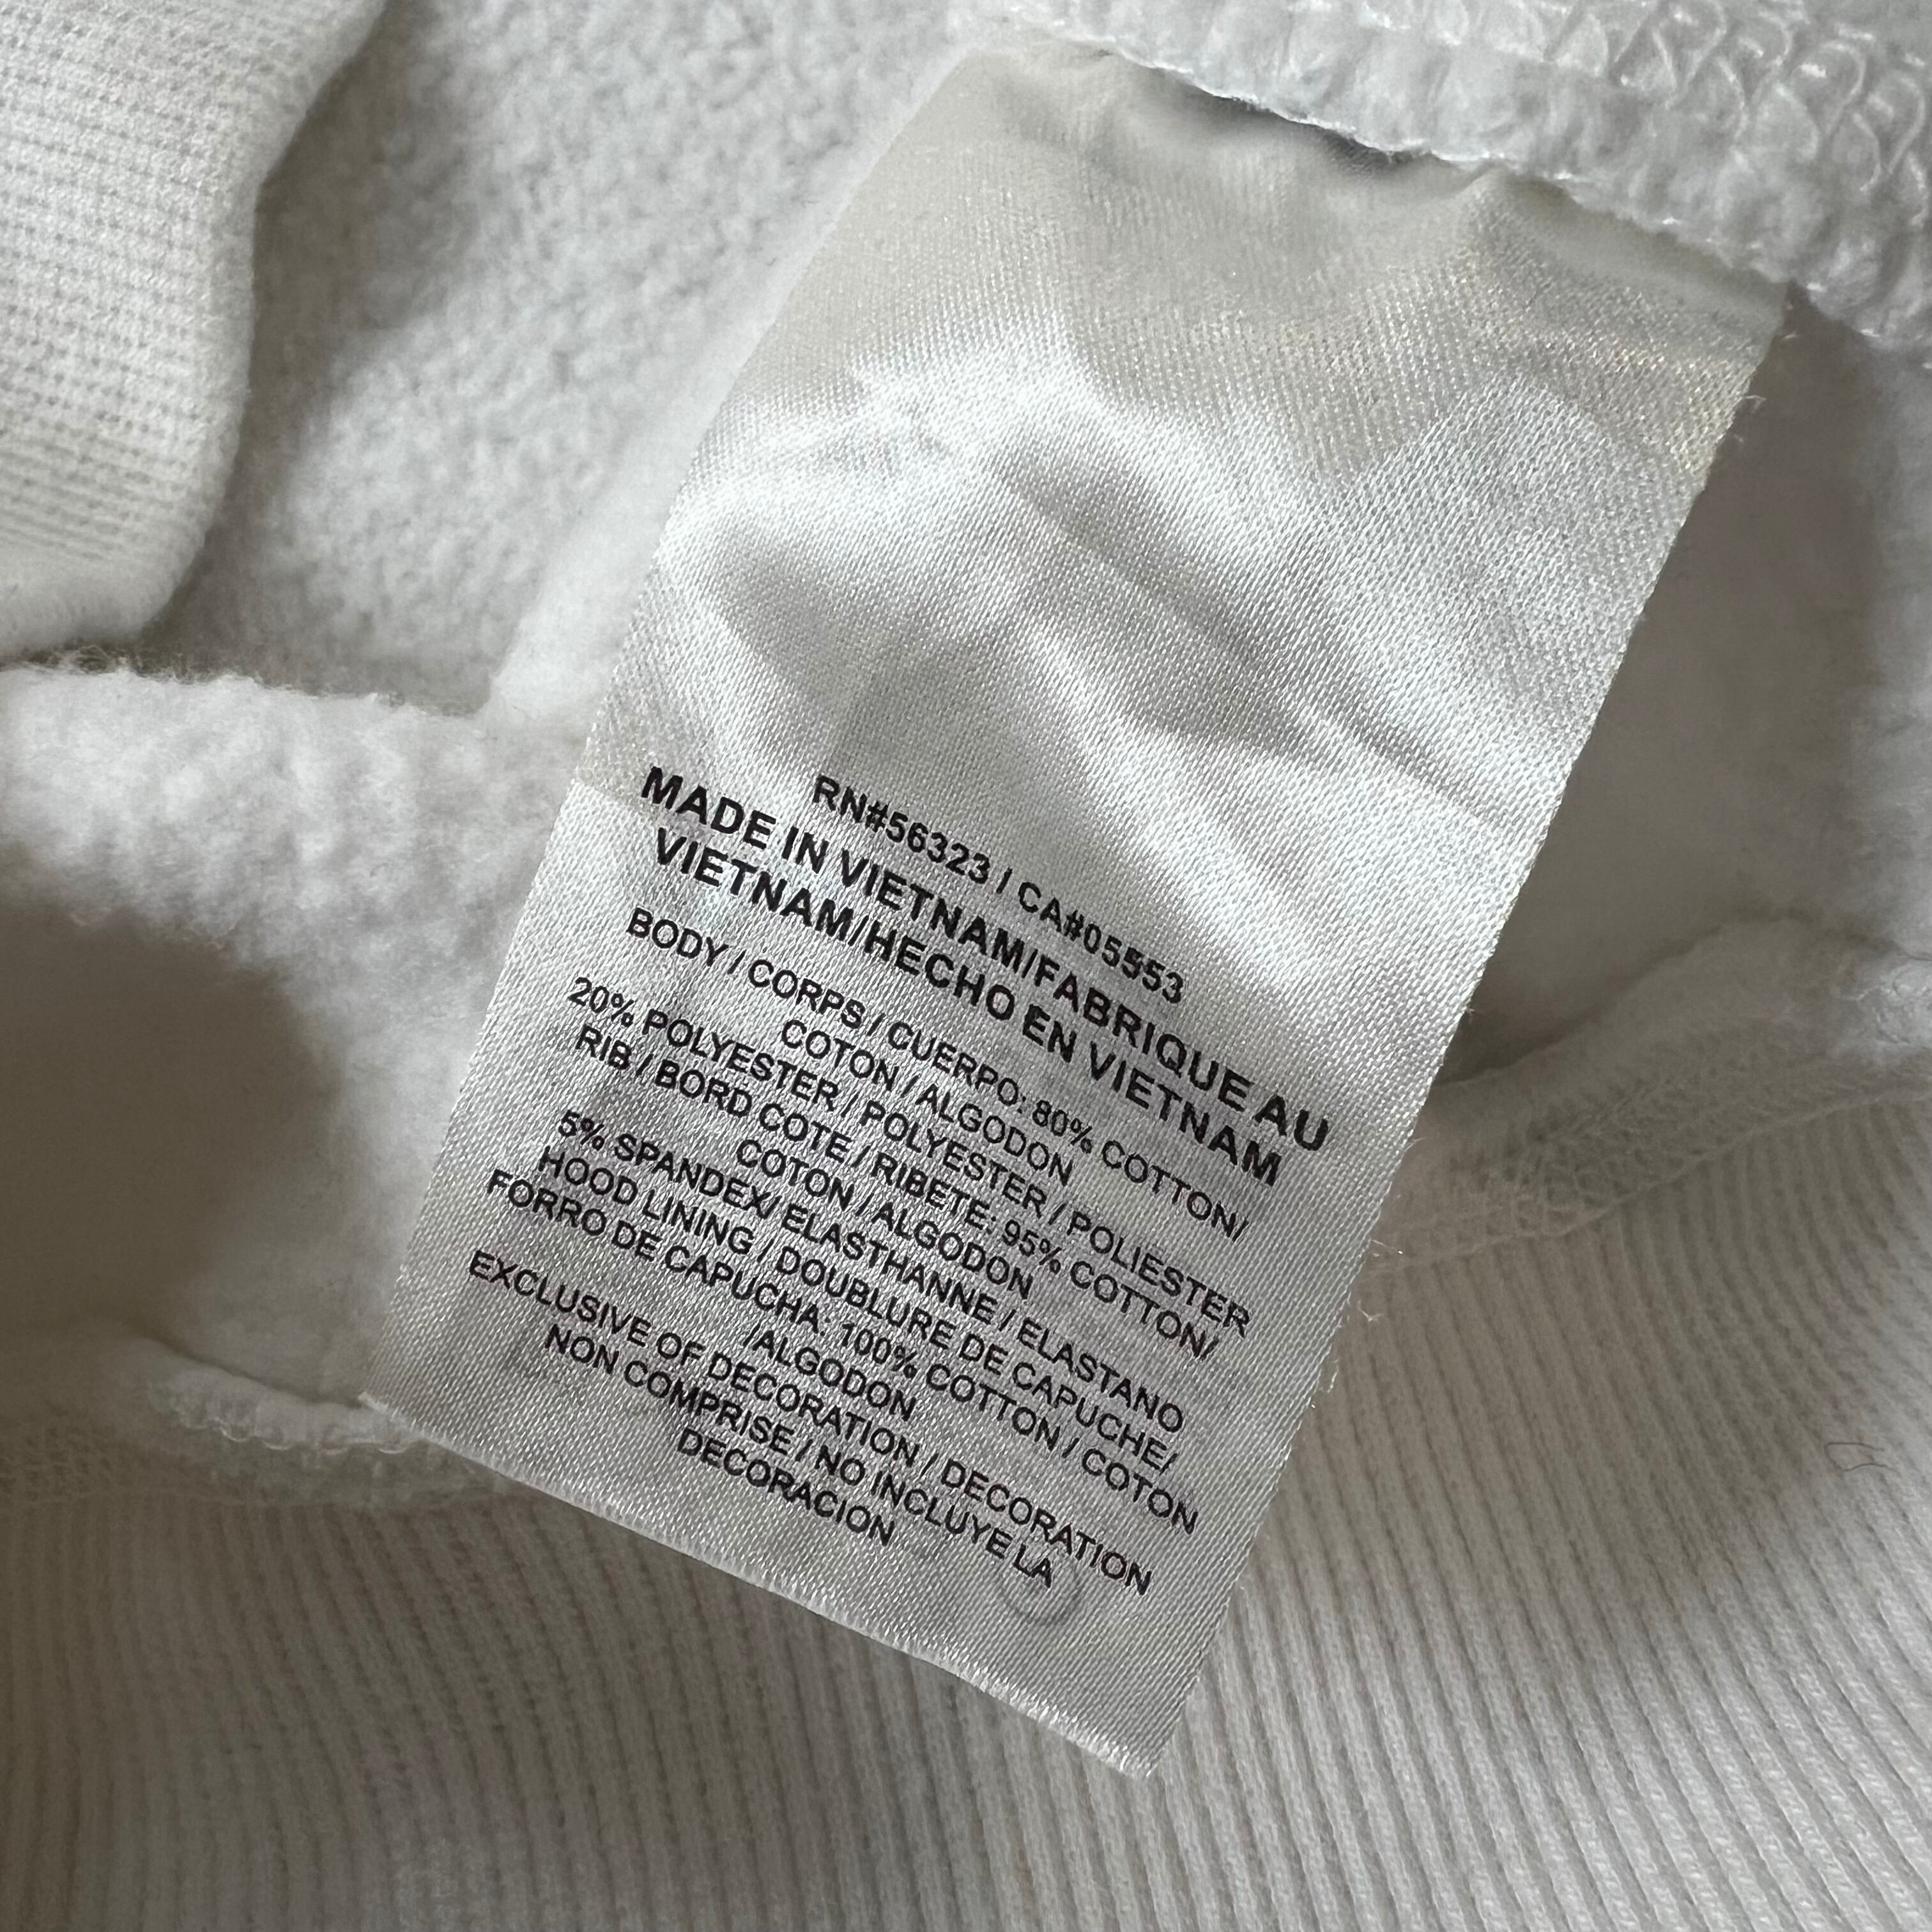 RN#56323 / CA#05553
MADE IN VIETNAM/FABRIQUE AU
VIETNAM/HECHO EN VIETNAM
BODY / CORPS / CUERPO: 80% COTTON/
COTON / ALGODON
20% POLYESTER / POLYESTER / POLIESTER
RIB / BORD COTE / RIBETE: 95% COTTON/
COTON / ALGODON
5% SPANDEX/ ELASTHANNE / ELASTANO
HOOD LINING / DOUBLURE DE CAPUCHE/
FORRO DE CAPUCHA: 100% COTTON / COTON
/ALGODON
EXCLUSIVE OF DECORATION / DECORATION
NON COMPRISE / NO INCLUYE LA
DECORACION